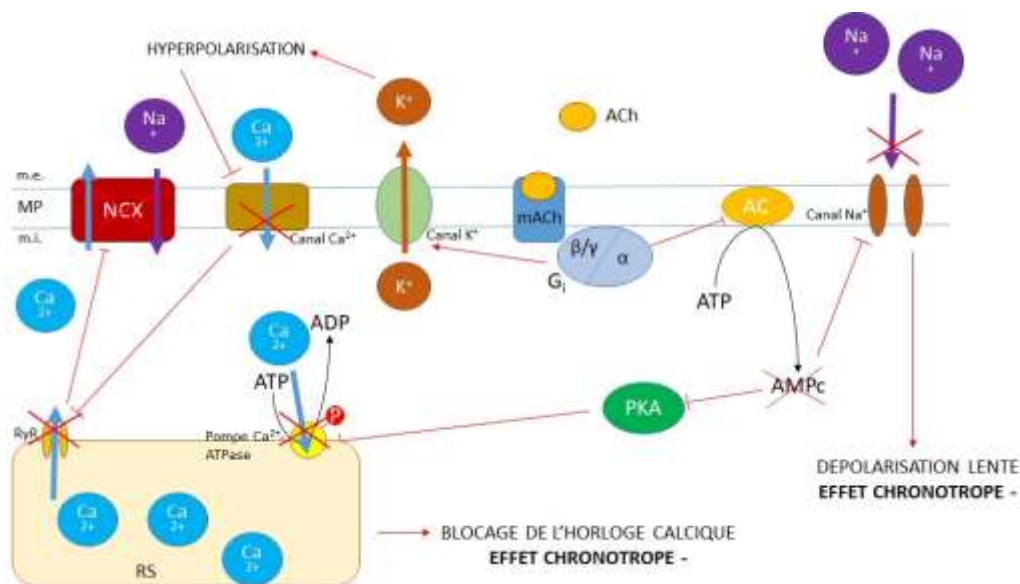 HYPERPOLARISATION
Na
+
Na
+
K⁺
ACh
Na
+
Ca
2+
m.e.
MP
m.i.
NCX
Canal Ca²⁺
Canal K⁺
mACh
AC
Canal Na⁺
β/γ
α
Gᵢ
K⁺
Ca
2+
ATP
ADP
Ca
2+
ATP
AMPc
PKA
P
RyR
Pompe Ca²⁺
ATPase
Ca
2+
Ca
2+
Ca
2+
RS
DEPOLARISATION LENTE
EFFET CHRONOTROPE -
BLOCAGE DE L'HORLOGE CALCIQUE
EFFET CHRONOTROPE -